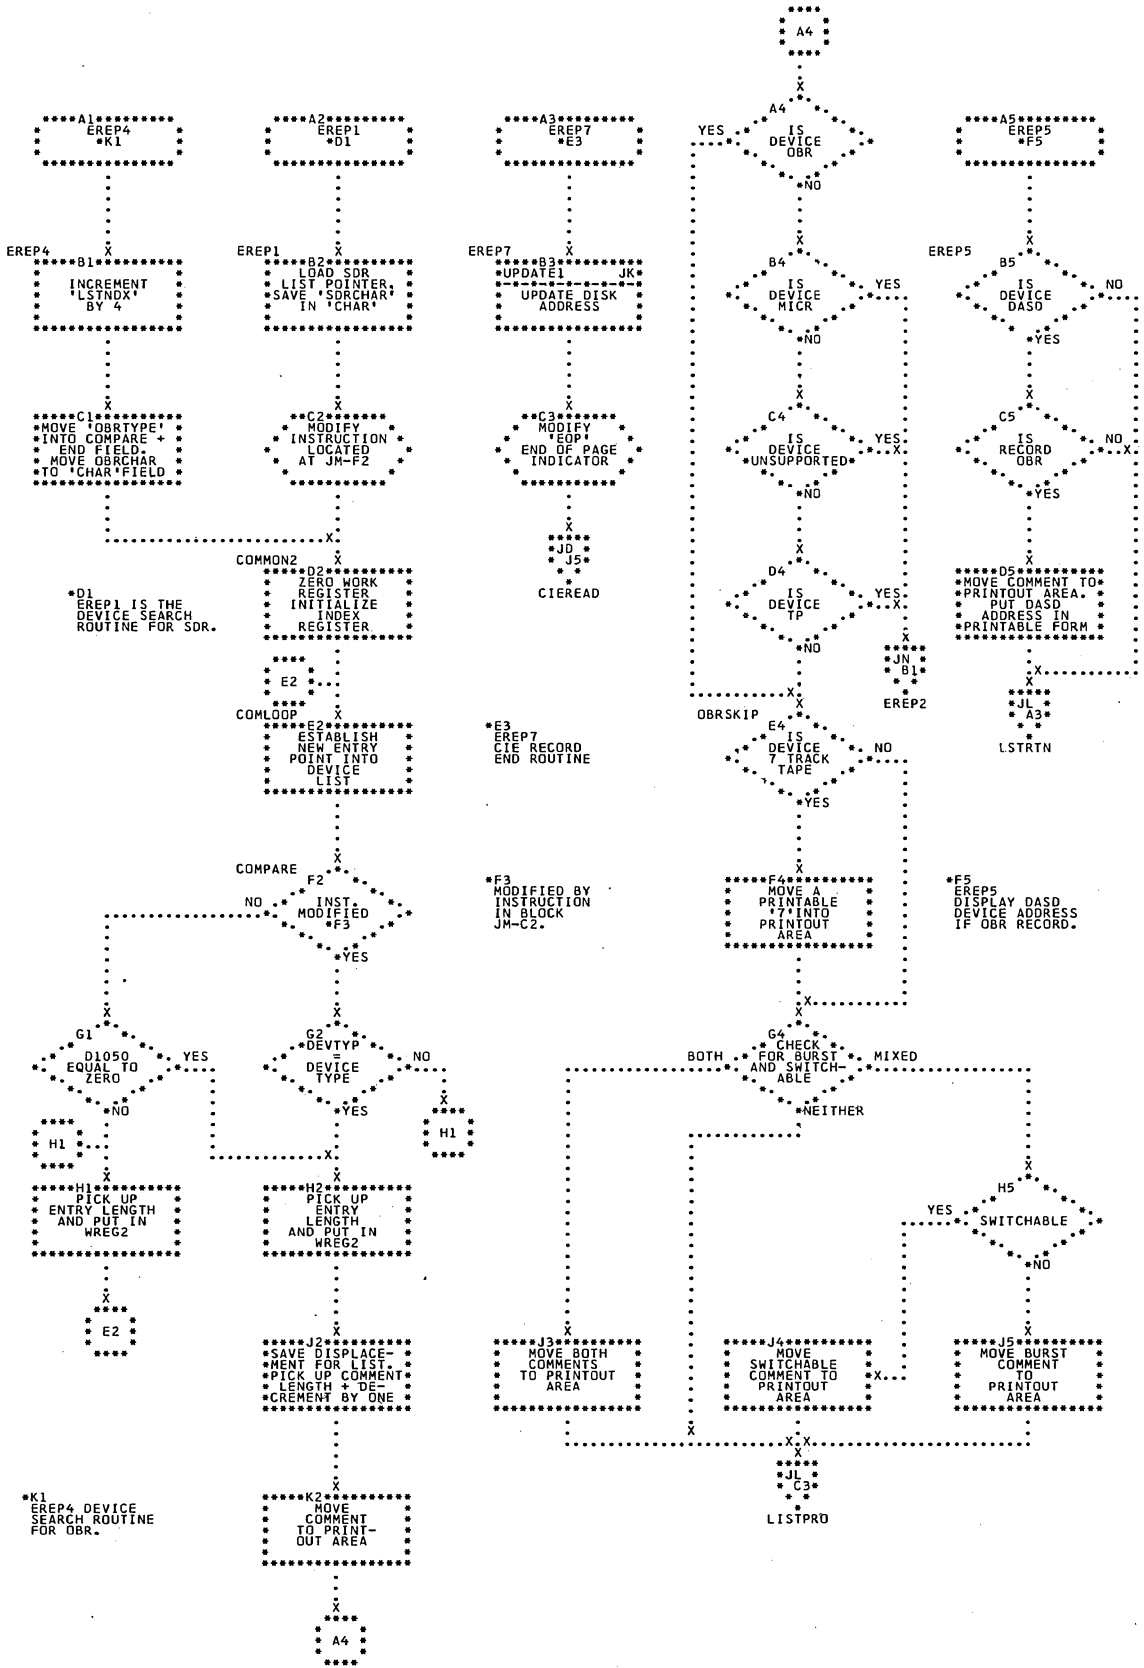 A4
A1
EREP4
*K1
A2
EREP1
*D1
A3
EREP7
*E3
A4
IS
DEVICE
OBR
YES
NO
A5
EREP5
*F5
EREP4
B1
INCREMENT
'LSTNDX'
BY 4
EREP1
B2
LOAD SDR
LIST POINTER.
SAVE 'SDRCHAR'
IN 'CHAR'
EREP7
B3
*UPDATE1 JK*
UPDATE DISK
ADDRESS
B4
IS
DEVICE
MICR
YES
NO
EREP5
B5
IS
DEVICE
DASD
NO
YES
C1
MOVE 'OBRTYPE'
INTO COMPARE +
END FIELD.
MOVE OBRCHAR
TO 'CHAR'FIELD
C2
MODIFY
INSTRUCTION
LOCATED
AT JM-F2
C3
MODIFY
'EOP'
END OF PAGE
INDICATOR
C4
IS
DEVICE
*UNSUPPORTED*
YES
NO
C5
IS
RECORD
OBR
NO
YES
JD
J5
CIEREAD
*D1
EREP1 IS THE
DEVICE SEARCH
ROUTINE FOR SDR.
COMMON2
D2
ZERO WORK
REGISTER
INITIALIZE
INDEX
REGISTER
D4
IS
DEVICE
TP
YES
NO
D5
MOVE COMMENT TO
PRINTOUT AREA.
PUT DASD
ADDRESS IN
PRINTABLE FORM
JN
B1
EREP2
JL
A3
LSTRTN
E2
COMLOOP
E2
ESTABLISH
NEW ENTRY
POINT INTO
DEVICE
LIST
*E3
EREP7
CIE RECORD
END ROUTINE
OBRSKIP
E4
IS
DEVICE
7 TRACK
TAPE
NO
YES
COMPARE
F2
INST.
MODIFIED
*F3
NO
YES
*F3
MODIFIED BY
INSTRUCTION
IN BLOCK
JM-C2.
F4
MOVE A
PRINTABLE
'7'INTO
PRINTOUT
AREA
*F5
EREP5
DISPLAY DASD
DEVICE ADDRESS
IF OBR RECORD.
G1
D1050
EQUAL TO
ZERO
YES
NO
G2
*DEVTYP
=
DEVICE
TYPE
NO
YES
G4
CHECK
FOR BURST
AND SWITCH-
ABLE
BOTH
MIXED
NEITHER
H1
H1
H1
PICK UP
ENTRY LENGTH
AND PUT IN
WREG2
H2
PICK UP
ENTRY
LENGTH
AND PUT IN
WREG2
H5
SWITCHABLE
YES
NO
E2
J2
SAVE DISPLACE-
MENT FOR LIST.
PICK UP COMMENT
LENGTH + DE-
CREMENT BY ONE
J3
MOVE BOTH
COMMENTS
TO PRINTOUT
AREA
J4
MOVE
SWITCHABLE
COMMENT TO
PRINTOUT
AREA
J5
MOVE BURST
COMMENT
TO
PRINTOUT
AREA
JL
C3
LISTPRO
*K1
EREP4 DEVICE
SEARCH ROUTINE
FOR OBR.
K2
MOVE
COMMENT
TO PRINT-
OUT AREA
A4